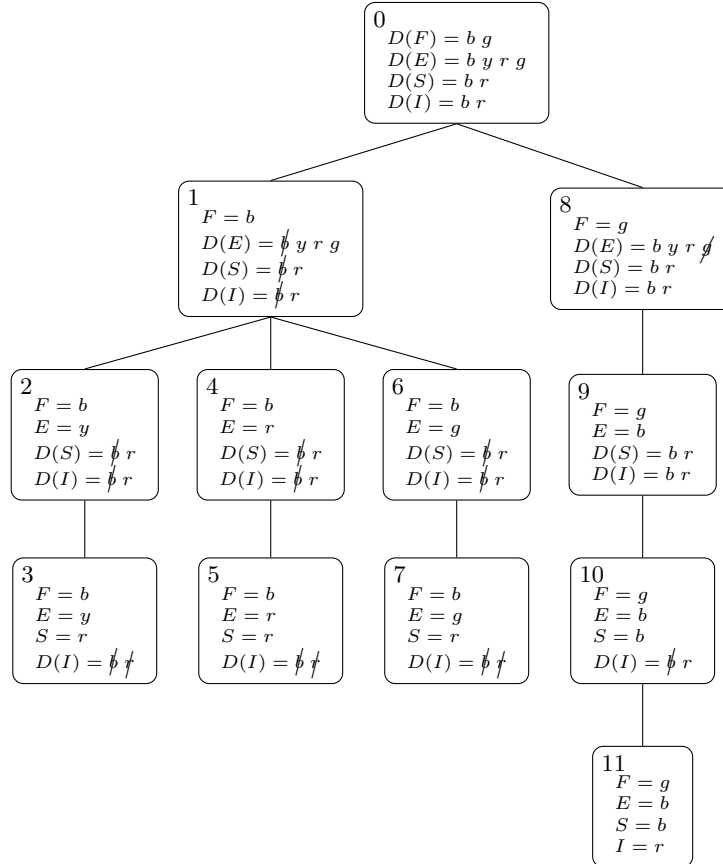 0
D(F) = b g
D(E) = b y r g
D(S) = b r
D(I) = b r
1
F = b
D(E) = b y r g
D(S) = b r
D(I) = b r
8
F = g
D(E) = b y r g
D(S) = b r
D(I) = b r
2
F = b
E = y
D(S) = b r
D(I) = b r
4
F = b
E = r
D(S) = b r
D(I) = b r
6
F = b
E = g
D(S) = b r
D(I) = b r
9
F = g
E = b
D(S) = b r
D(I) = b r
3
F = b
E = y
S = r
D(I) = b r
5
F = b
E = r
S = r
D(I) = b r
7
F = b
E = g
S = r
D(I) = b r
10
F = g
E = b
S = b
D(I) = b r
11
F = g
E = b
S = b
I = r